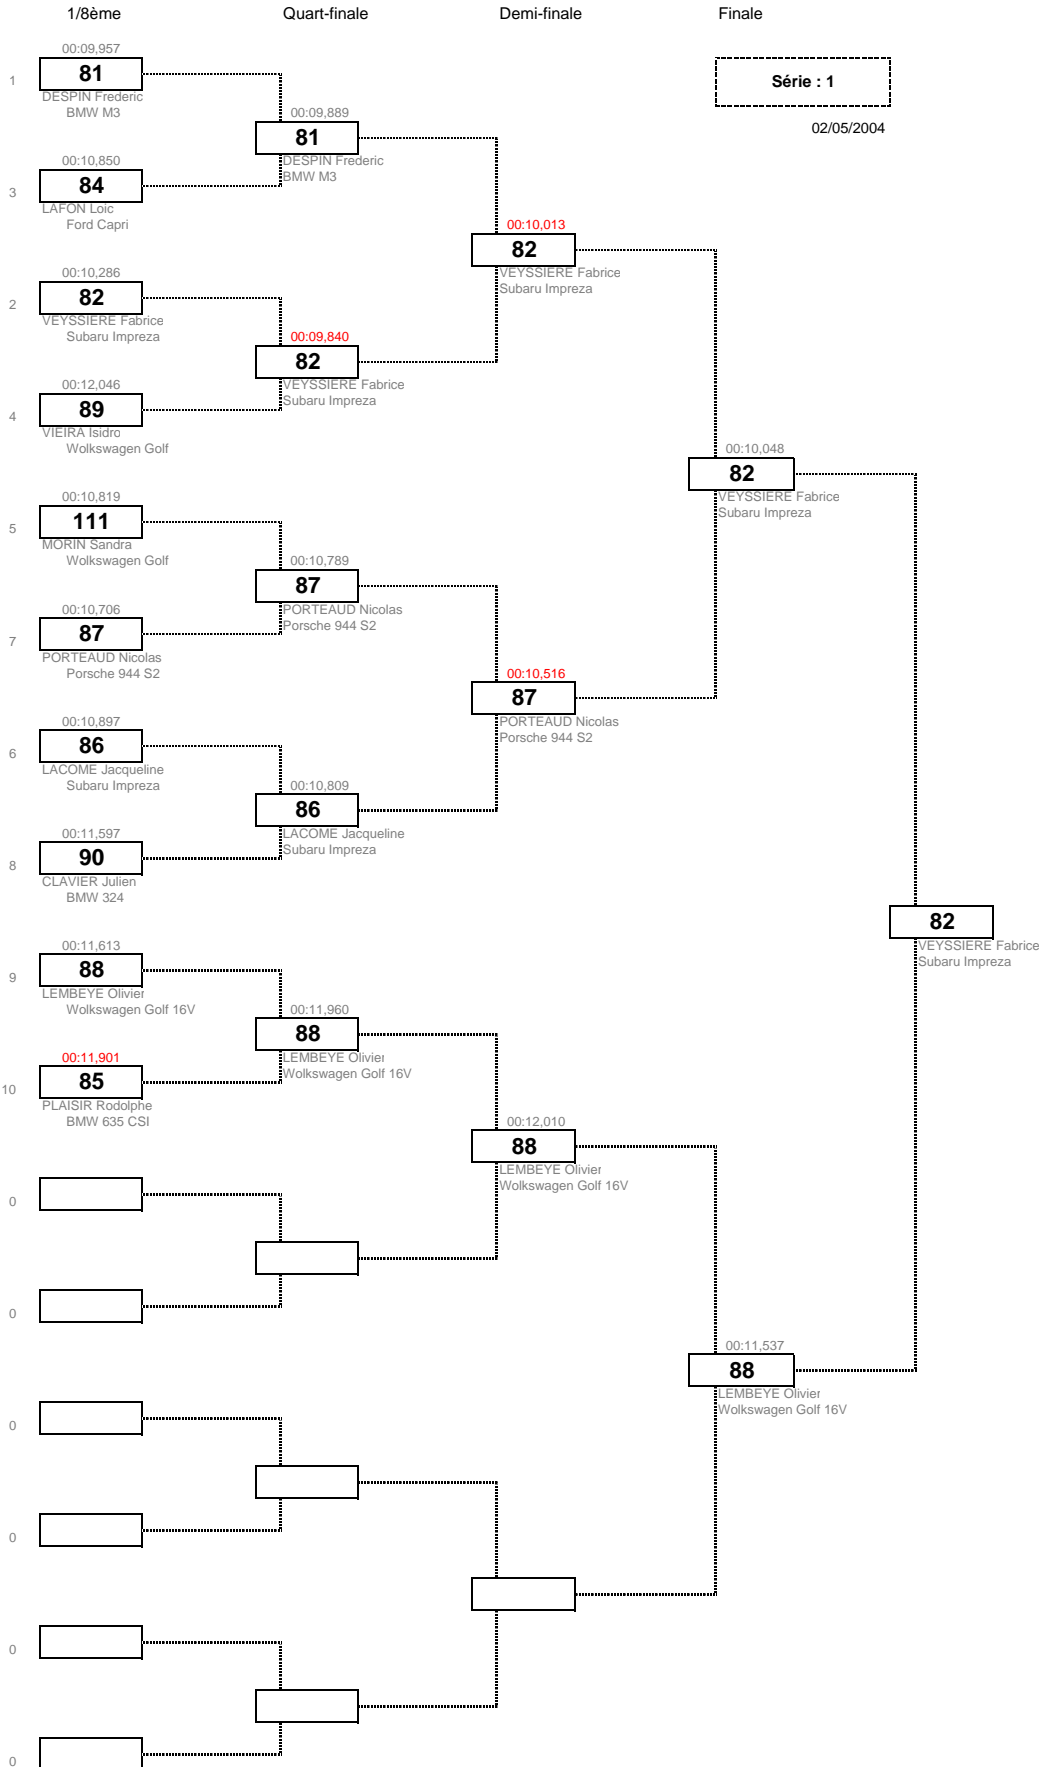 1/8ème Quart-finale Demi-finale Finale
Série : 1
02/05/2004
00:09,957
1 81
DESPIN Frederic
BMW M3
00:09,889
81
DESPIN Frederic
BMW M3
00:10,850
3 84
LAFON Loic
Ford Capri
00:10,013
82
VEYSSIERE Fabrice
Subaru Impreza
00:10,286
2 82
VEYSSIERE Fabrice
Subaru Impreza
00:09,840
82
VEYSSIERE Fabrice
Subaru Impreza
00:12,046
4 89
VIEIRA Isidro
Wolkswagen Golf
00:10,048
82
VEYSSIERE Fabrice
Subaru Impreza
00:10,819
5 111
MORIN Sandra
Wolkswagen Golf
00:10,789
87
PORTEAUD Nicolas
Porsche 944 S2
00:10,706
7 87
PORTEAUD Nicolas
Porsche 944 S2
00:10,516
87
PORTEAUD Nicolas
Porsche 944 S2
00:10,897
6 86
LACOME Jacqueline
Subaru Impreza
00:10,809
86
LACOME Jacqueline
Subaru Impreza
00:11,597
8 90
CLAVIER Julien
BMW 324
82
VEYSSIERE Fabrice
Subaru Impreza
00:11,613
9 88
LEMBEYE Olivier
Wolkswagen Golf 16V
00:11,960
88
LEMBEYE Olivier
Wolkswagen Golf 16V
00:11,901
10 85
PLAISIR Rodolphe
BMW 635 CSI
00:12,010
88
LEMBEYE Olivier
Wolkswagen Golf 16V
0
0
00:11,537
88
LEMBEYE Olivier
Wolkswagen Golf 16V
0
0
0
0